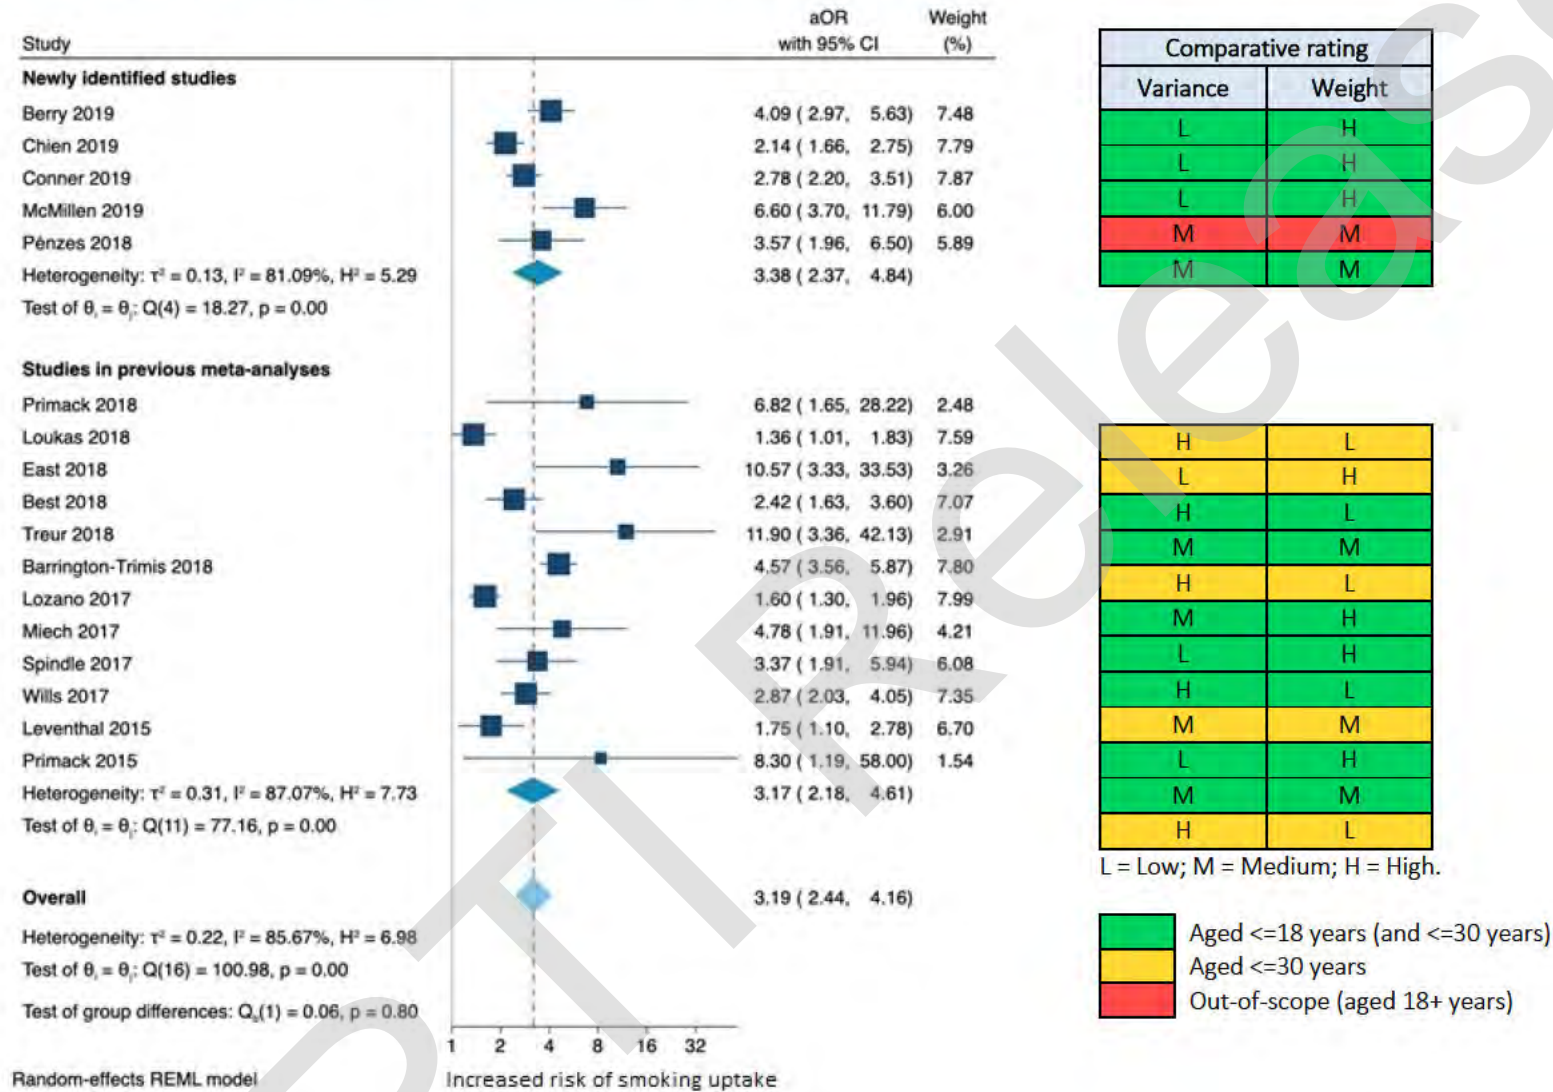 aOR Weight
Study with 95% CI (%)
Newly identified studies
Berry 2019 4.09 ( 2.97, 5.63) 7.48
Chien 2019 2.14 ( 1.66, 2.75) 7.79
Conner 2019 2.78 ( 2.20, 3.51) 7.87
McMillen 2019 6.60 ( 3.70, 11.79) 6.00
Pénzes 2018 3.57 ( 1.96, 6.50) 5.89
Heterogeneity: τ² = 0.13, I² = 81.09%, H² = 5.29 3.38 ( 2.37, 4.84)
Test of θᵢ = θⱼ: Q(4) = 18.27, p = 0.00
Studies in previous meta-analyses
Primack 2018 6.82 ( 1.65, 28.22) 2.48
Loukas 2018 1.36 ( 1.01, 1.83) 7.59
East 2018 10.57 ( 3.33, 33.53) 3.26
Best 2018 2.42 ( 1.63, 3.60) 7.07
Treur 2018 11.90 ( 3.36, 42.13) 2.91
Barrington-Trimis 2018 4.57 ( 3.56, 5.87) 7.80
Lozano 2017 1.60 ( 1.30, 1.96) 7.99
Miech 2017 4.78 ( 1.91, 11.96) 4.21
Spindle 2017 3.37 ( 1.91, 5.94) 6.08
Wills 2017 2.87 ( 2.03, 4.05) 7.35
Leventhal 2015 1.75 ( 1.10, 2.78) 6.70
Primack 2015 8.30 ( 1.19, 58.00) 1.54
Heterogeneity: τ² = 0.31, I² = 87.07%, H² = 7.73 3.17 ( 2.18, 4.61)
Test of θᵢ = θⱼ: Q(11) = 77.16, p = 0.00
Overall 3.19 ( 2.44, 4.16)
Heterogeneity: τ² = 0.22, I² = 85.67%, H² = 6.98
Test of θᵢ = θⱼ: Q(16) = 100.98, p = 0.00
Test of group differences: Q_b(1) = 0.06, p = 0.80
1 2 4 8 16 32
Random-effects REML model Increased risk of smoking uptake
Comparative rating
Variance Weight
L H
L H
L H
M M
M M
H L
L H
H L
M M
H L
M H
L H
H L
M M
L H
M M
H L
L = Low; M = Medium; H = High.
Aged <=18 years (and <=30 years)
Aged <=30 years
Out-of-scope (aged 18+ years)
PTI Release